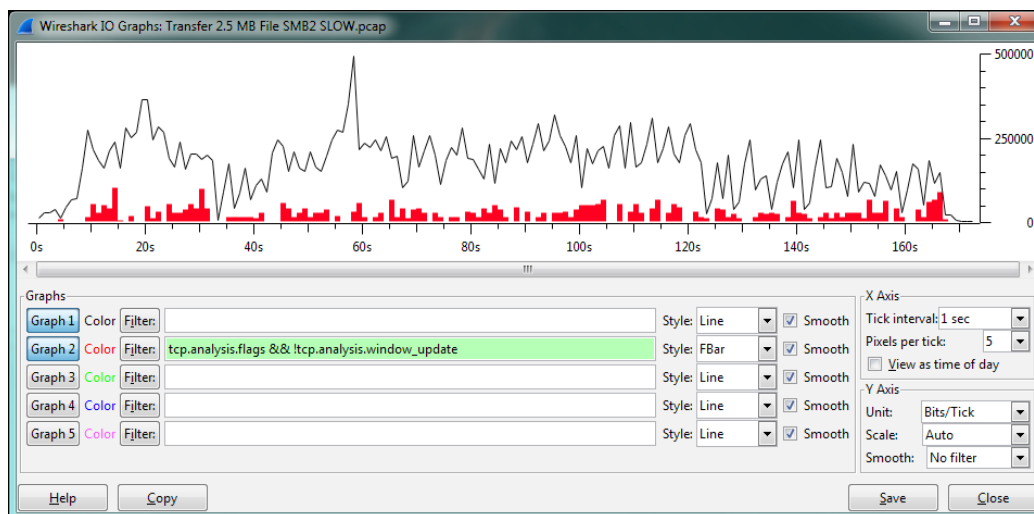 Wireshark IO Graphs: Transfer 2.5 MB File SMB2 SLOW.pcap
500000
250000
0
0s 20s 40s 60s 80s 100s 120s 140s 160s
Graphs
Graph 1 Color Filter: Style: Line Smooth
Graph 2 Color Filter: tcp.analysis.flags && !tcp.analysis.window_update Style: FBar Smooth
Graph 3 Color Filter: Style: Line Smooth
Graph 4 Color Filter: Style: Line Smooth
Graph 5 Color Filter: Style: Line Smooth
X Axis
Tick interval: 1 sec
Pixels per tick: 5
View as time of day
Y Axis
Unit: Bits/Tick
Scale: Auto
Smooth: No filter
Help Copy Save Close